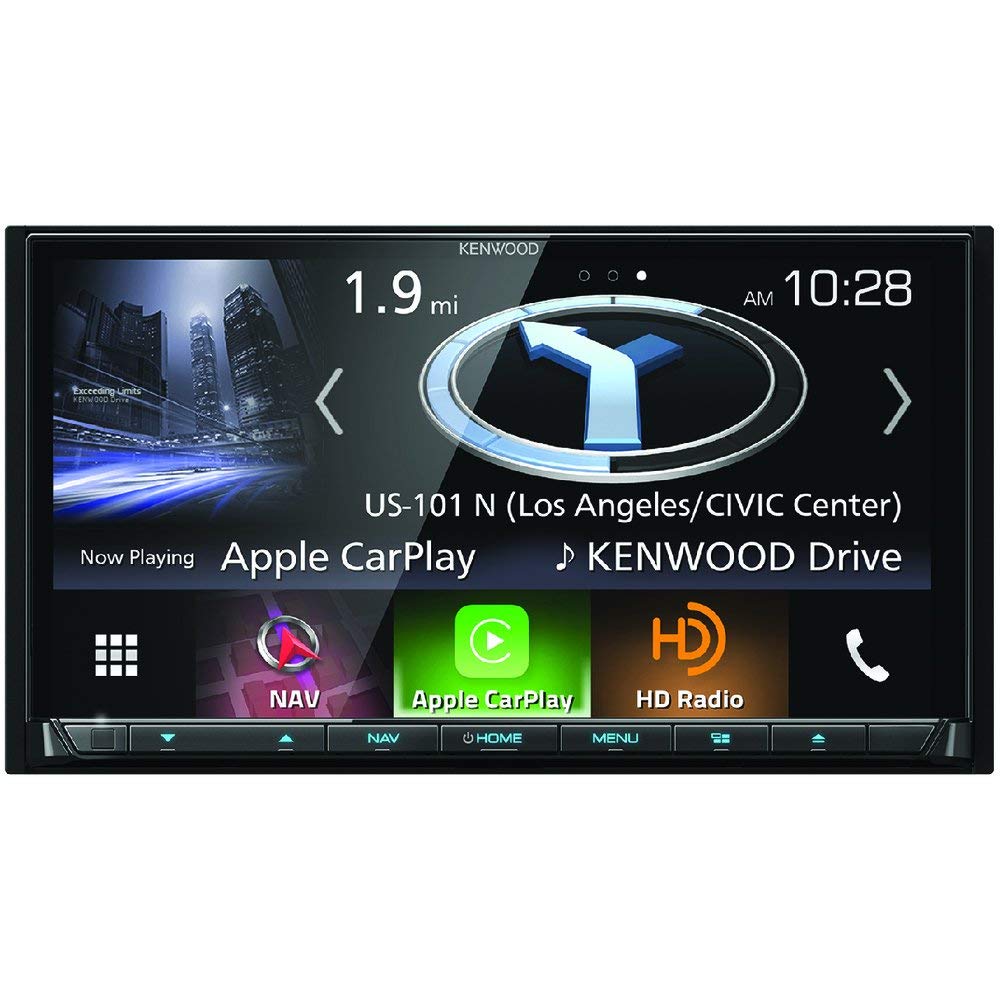 KENWOOD
1.9 mi
AM 10:28
Exceeding Limits
KENWOOD Drive
US-101 N (Los Angeles/CIVIC Center)
Now Playing Apple CarPlay ♪ KENWOOD Drive
NAV
Apple CarPlay
HD Radio
NAV
HOME
MENU